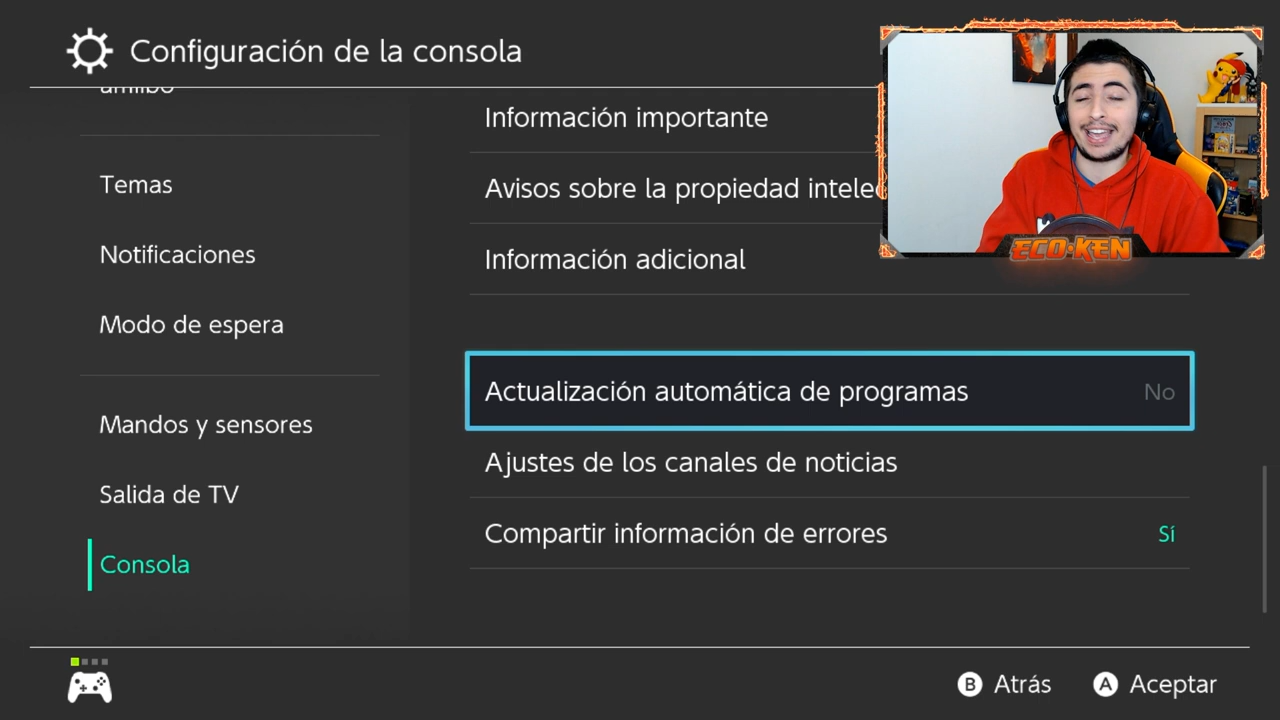 Configuración de la consola
amiibo
Temas
Notificaciones
Modo de espera
Mandos y sensores
Salida de TV
Consola
Información importante
Avisos sobre la propiedad intelec
Información adicional
Actualización automática de programas No
Ajustes de los canales de noticias
Compartir información de errores Sí
ECO·KEN
B Atrás
A Aceptar